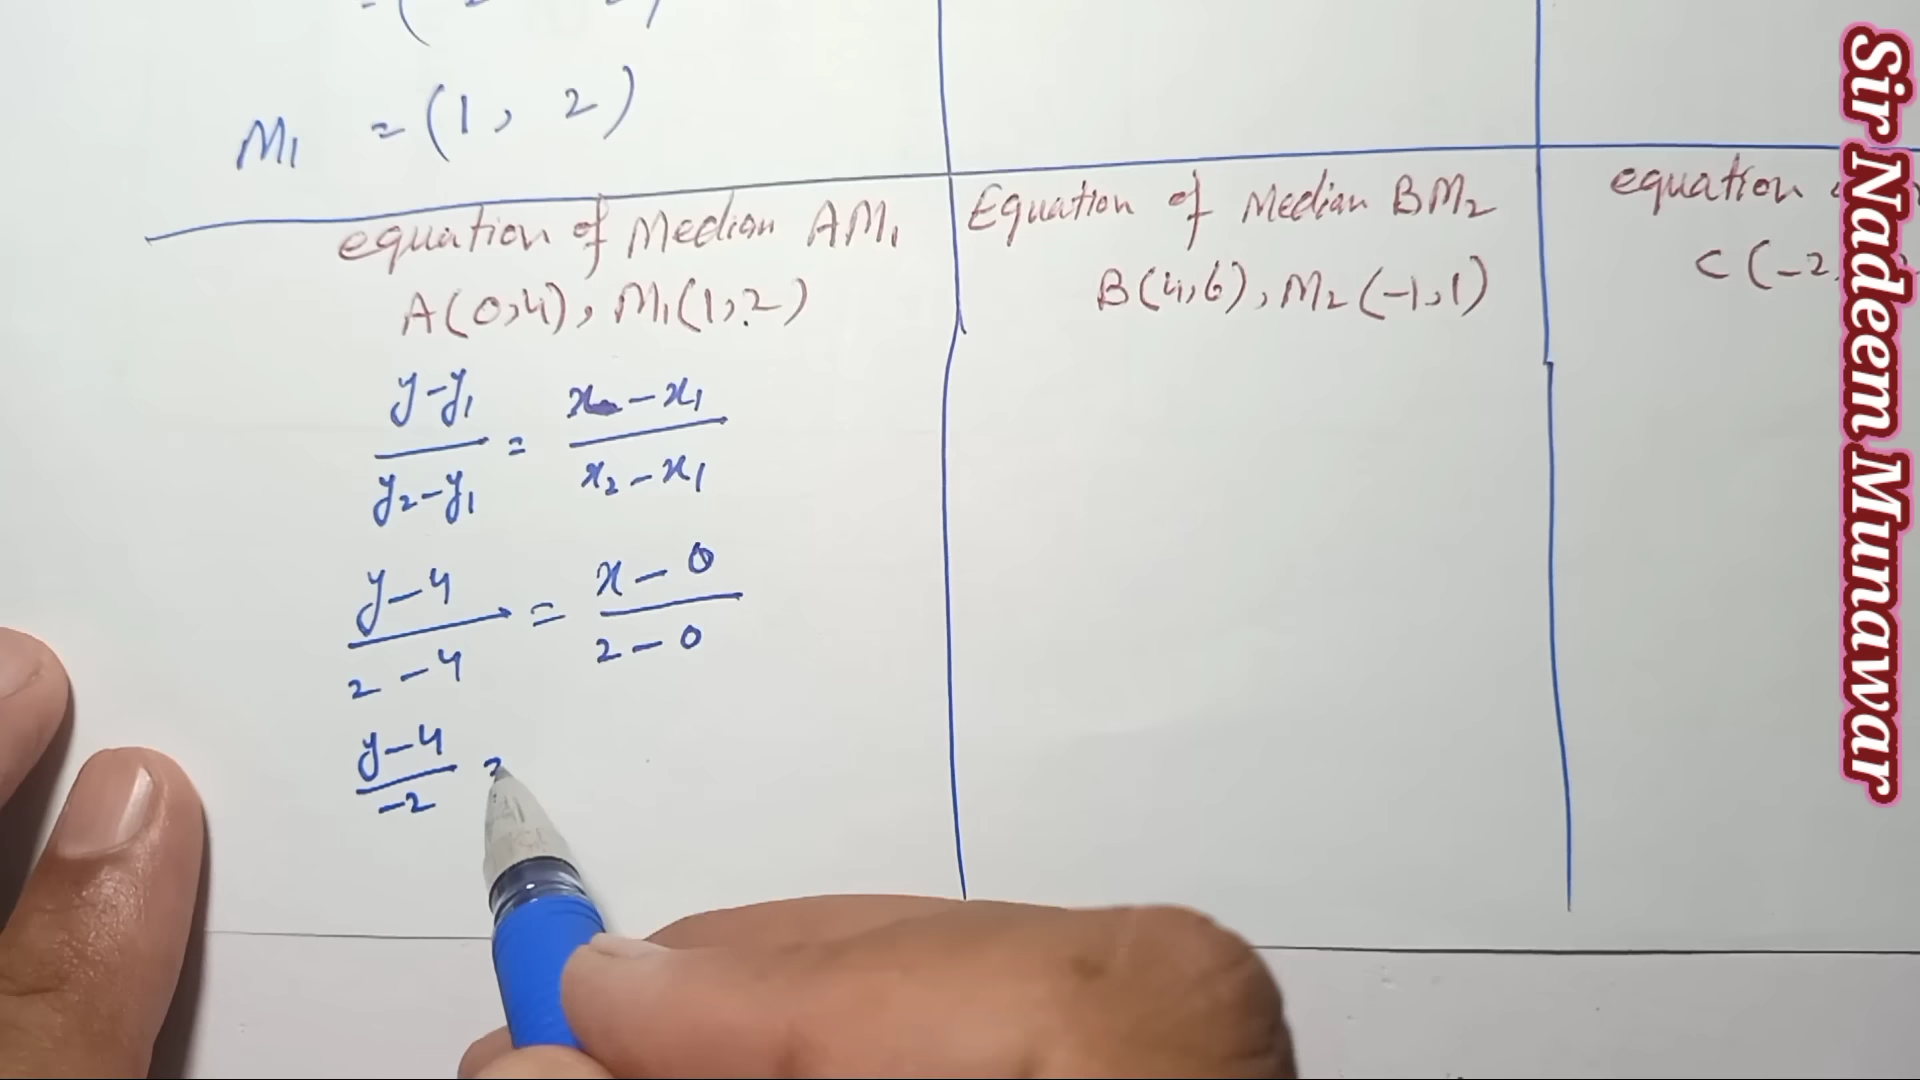 M1 = (1, 2)
equation of Median AM1
A(0,4), M1(1,2)
y-y1 / y2-y1 = x-x1 / x2-x1
y-4 / 2-4 = x-0 / 2-0
y-4 / -2 =
Equation of Median BM2
B(4,6), M2(-1,1)
equation
C(-2,
Sir Nadeem Munawar